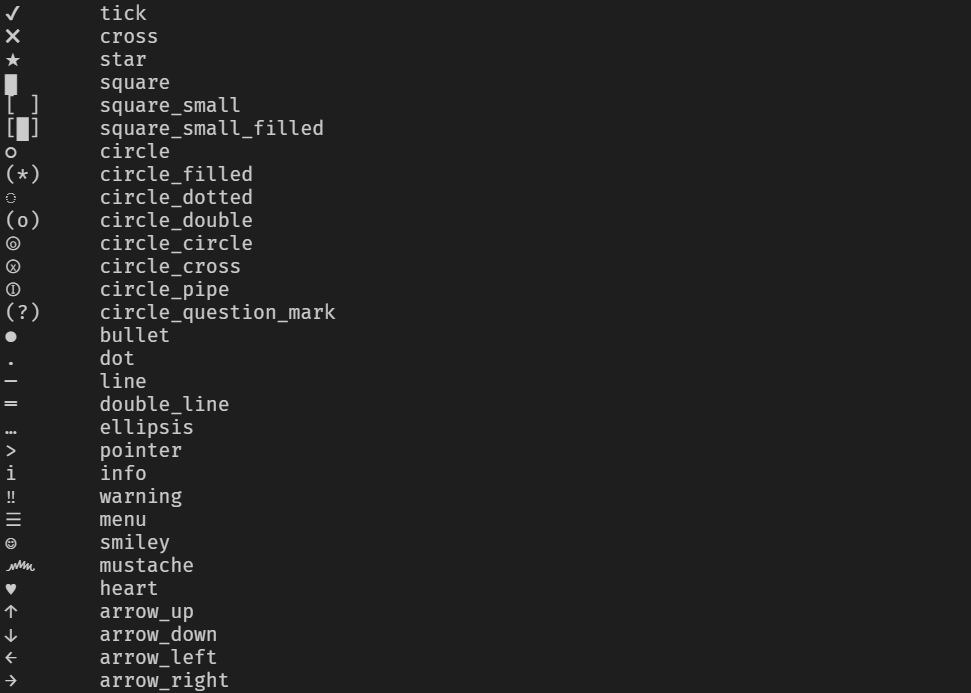 ✔ tick
✖ cross
★ star
█ square
[ ] square_small
[█] square_small_filled
○ circle
(*) circle_filled
◌ circle_dotted
(o) circle_double
ⓞ circle_circle
ⓧ circle_cross
Ⓘ circle_pipe
(?) circle_question_mark
● bullet
. dot
─ line
═ double_line
… ellipsis
> pointer
i info
‼ warning
☰ menu
☺ smiley
෴ mustache
♥ heart
↑ arrow_up
↓ arrow_down
← arrow_left
→ arrow_right